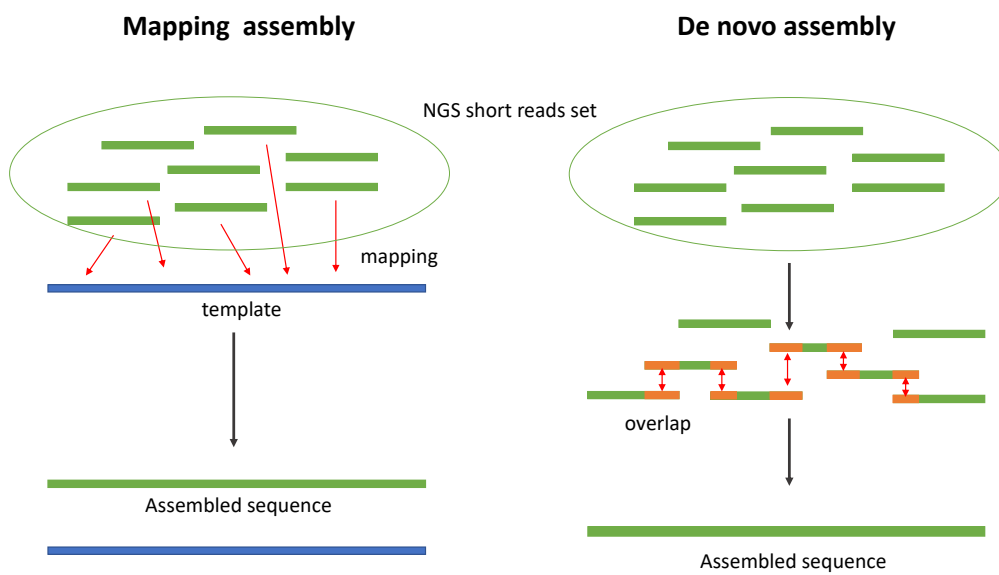 Mapping  assembly
De novo assembly
NGS short reads set
mapping
template
overlap
Assembled sequence
Assembled sequence